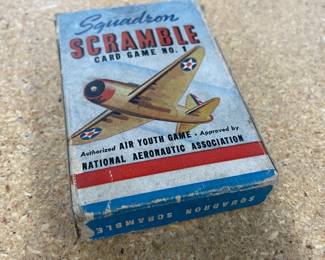 Squadron
SCRAMBLE
CARD GAME NO. 1
Authorized AIR YOUTH GAME • Approved by
NATIONAL AERONAUTIC ASSOCIATION
SQUADRON SCRAMBLE